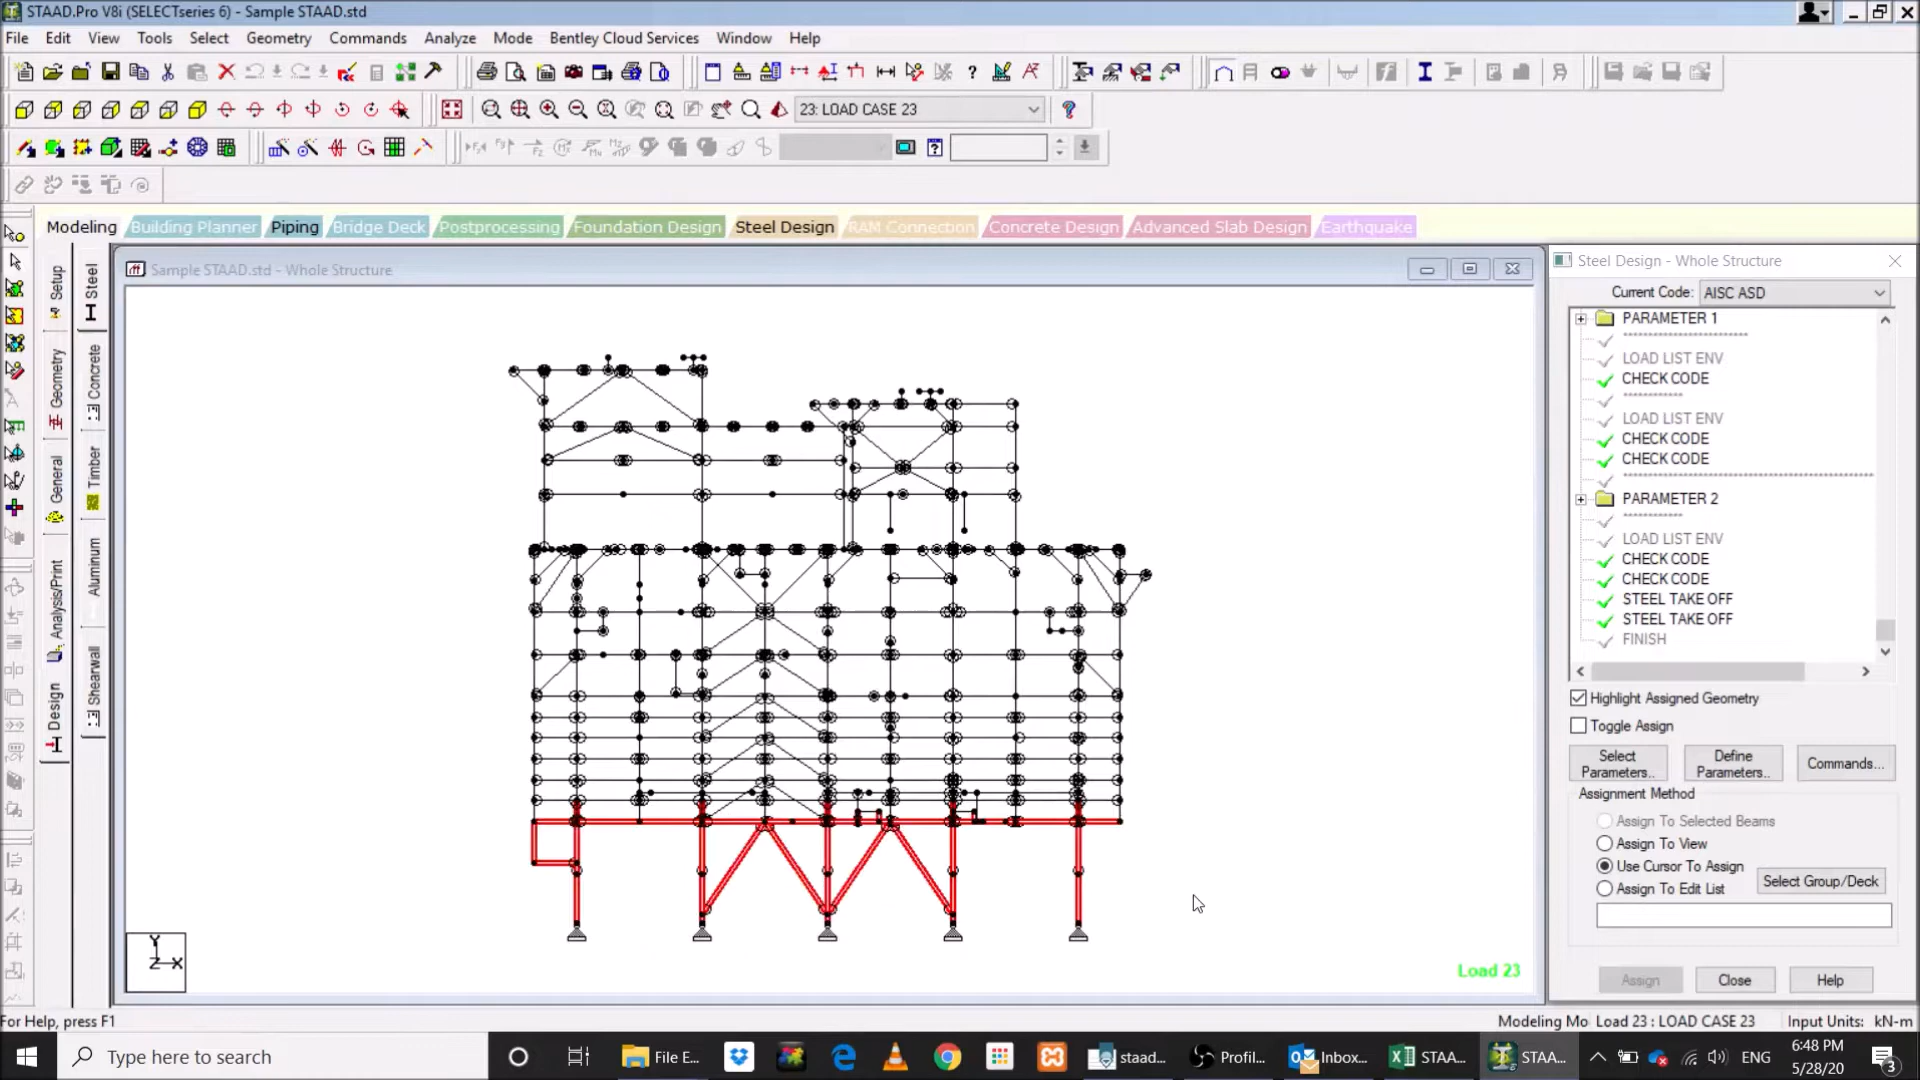 STAAD.Pro V8i (SELECTseries 6) - Sample STAAD.std
File Edit View Tools Select Geometry Commands Analyze Mode Bentley Cloud Services Window Help
23: LOAD CASE 23
Modeling Building Planner Piping Bridge Deck Postprocessing Foundation Design Steel Design RAM Connection Concrete Design Advanced Slab Design Earthquake
Setup
Geometry
General
Analysis/Print
Design
Steel
Concrete
Timber
Aluminum
Shearwall
Sample STAAD.std - Whole Structure
Y
Z X
Load 23
Steel Design - Whole Structure
Current Code: AISC ASD
PARAMETER 1
LOAD LIST ENV
CHECK CODE
LOAD LIST ENV
CHECK CODE
CHECK CODE
PARAMETER 2
LOAD LIST ENV
CHECK CODE
CHECK CODE
STEEL TAKE OFF
STEEL TAKE OFF
FINISH
Highlight Assigned Geometry
Toggle Assign
Select Parameters..
Define Parameters..
Commands...
Assignment Method
Assign To Selected Beams
Assign To View
Use Cursor To Assign
Assign To Edit List
Select Group/Deck
Assign Close Help
For Help, press F1
Modeling Mo Load 23 : LOAD CASE 23 Input Units: kN-m
Type here to search
File E...
staad...
Profil...
Inbox...
STAA...
STAA...
ENG
6:48 PM
5/28/20
3